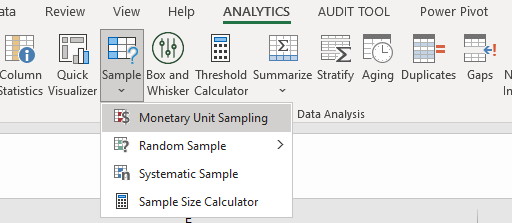 ata Review View Help ANALYTICS AUDIT TOOL Power Pivot
Column Statistics
Quick Visualizer
Sample
Box and Whisker
Threshold Calculator
Summarize
Stratify
Aging
Duplicates
Gaps
N
In
Data Analysis
Monetary Unit Sampling
Random Sample
Systematic Sample
Sample Size Calculator